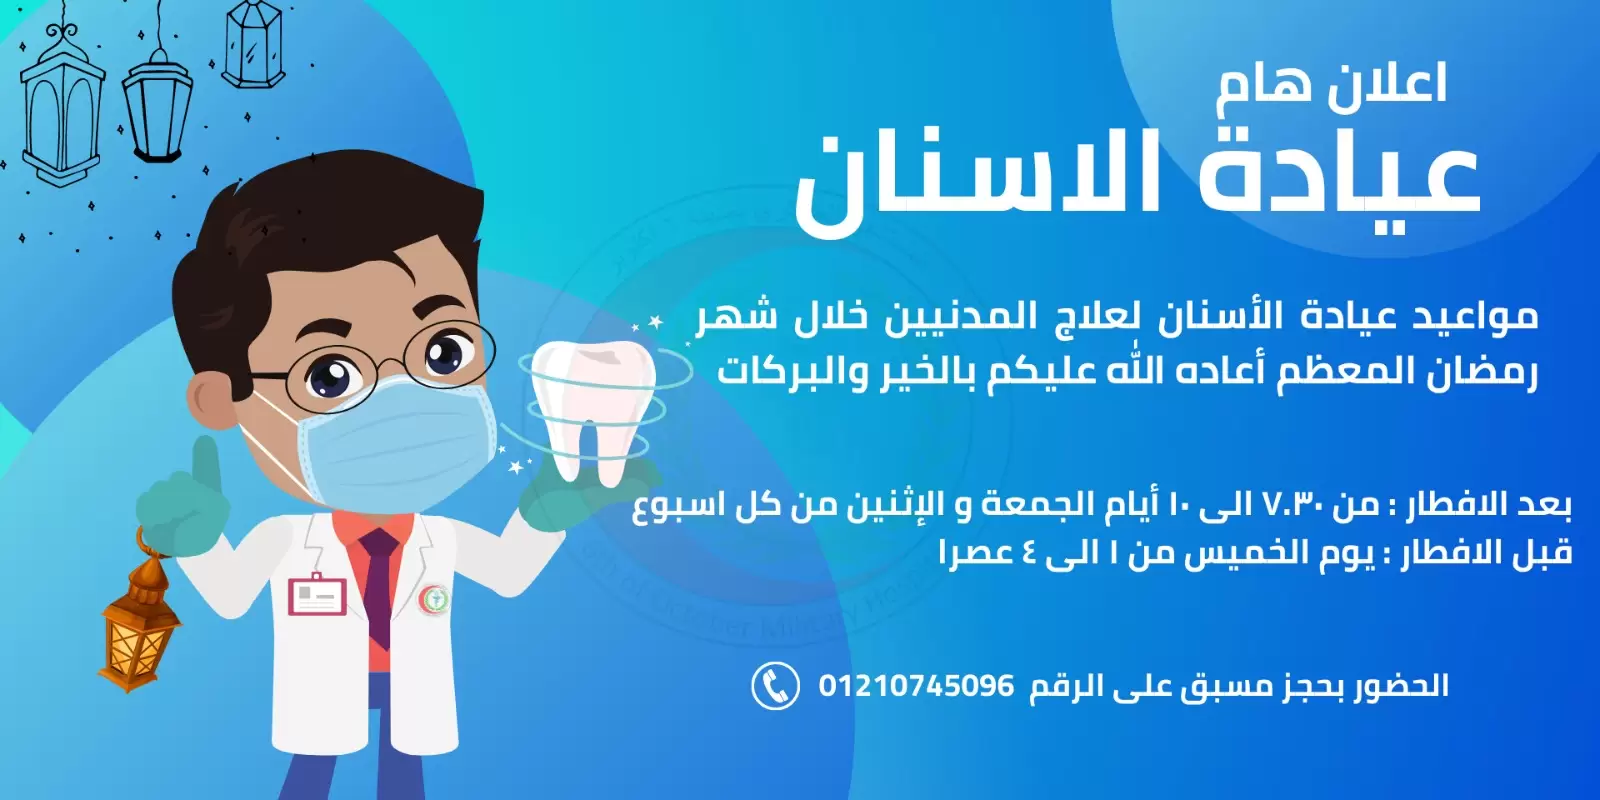 اعلان هام
عيادة الاسنان
مواعيد عيادة الأسنان لعلاج المدنيين خلال شهر
رمضان المعظم أعاده الله عليكم بالخير والبركات
بعد الافطار : من ٧.٣٠ الى ١٠ أيام الجمعة و الإثنين من كل اسبوع
قبل الافطار : يوم الخميس من ١ الى ٤ عصرا
الحضور بحجز مسبق على الرقم 01210745096